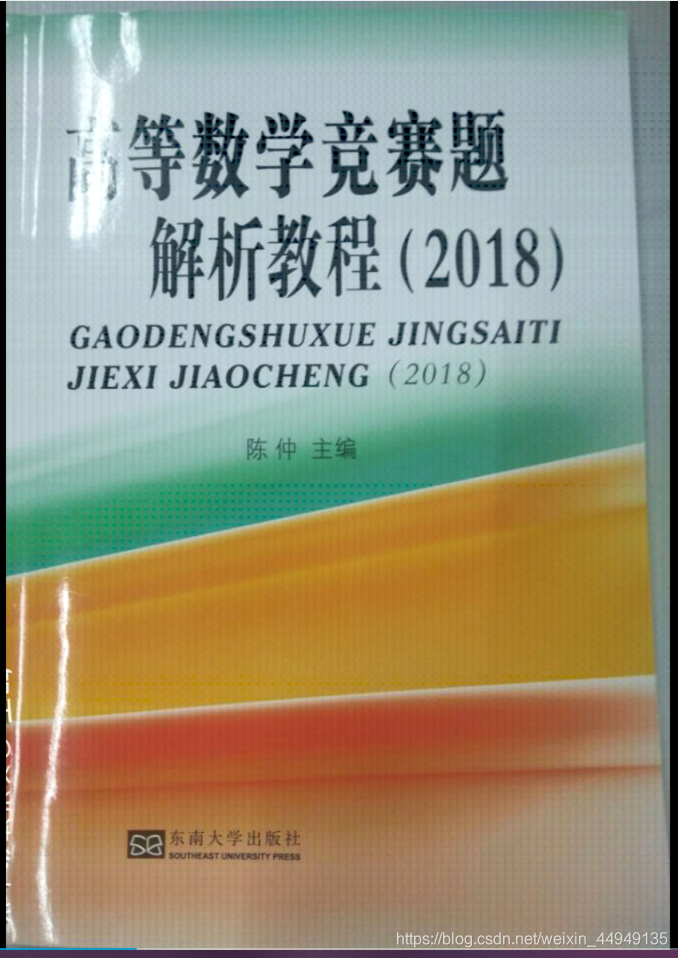 高等数学竞赛题
解析教程(2018)
GAODENGSHUXUE JINGSAITI
JIEXI JIAOCHENG (2018)
陈仲 主编
东南大学出版社
SOUTHEAST UNIVERSITY PRESS
https://blog.csdn.net/weixin_44949135